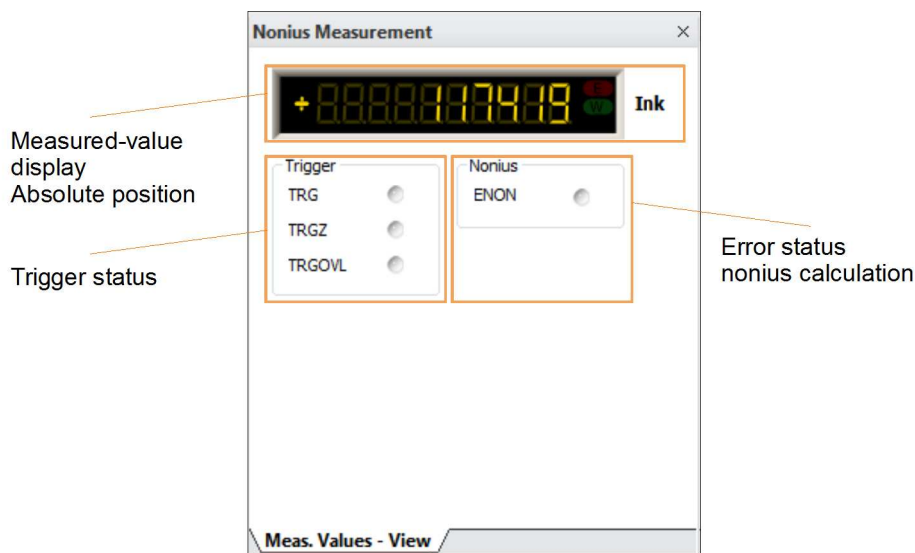 Nonius Measurement ×
+ 117419 E W Ink
Measured-value
display
Absolute position
Trigger Nonius
TRG ENON
TRGZ
TRGOVL
Trigger status
Error status
nonius calculation
Meas. Values - View